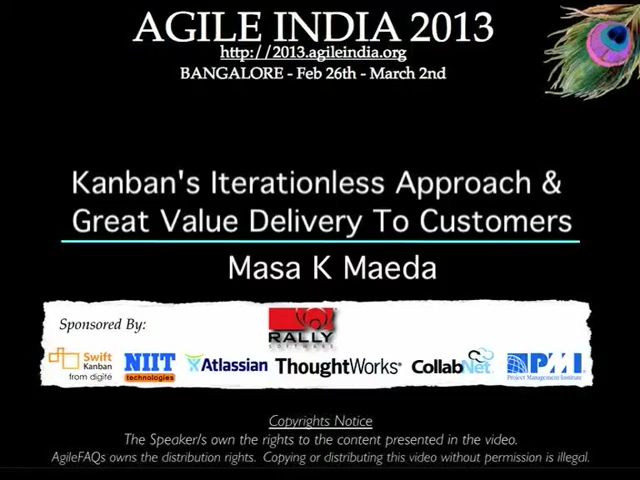 AGILE INDIA 2013
http://2013.agileindia.org
BANGALORE - Feb 26th - March 2nd
Kanban's Iterationless Approach &
Great Value Delivery To Customers
Masa K Maeda
Sponsored By:
RALLY
SOFTWARE
Swift
Kanban
from digité
NIIT
technologies
Atlassian
ThoughtWorks®
CollabNet
PMI
Project Management Institute
Copyrights Notice
The Speaker/s own the rights to the content presented in the video.
AgileFAQs owns the distribution rights. Copying or distributing this video without permission is illegal.